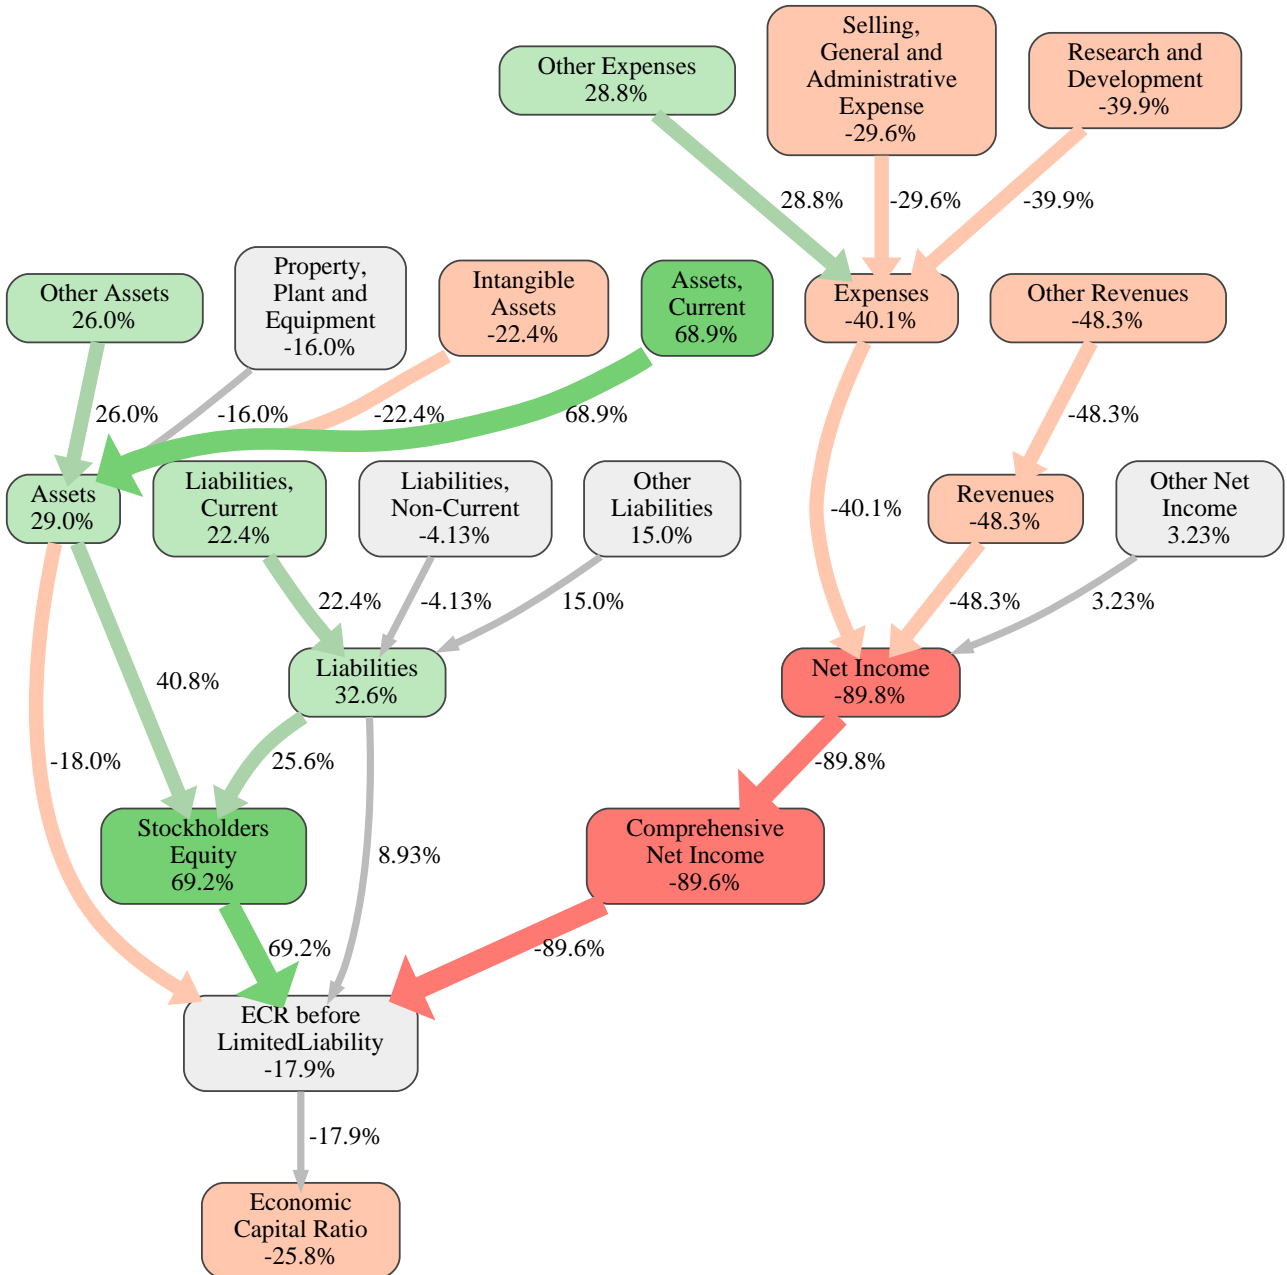 Selling,
General and
Administrative
Expense
-29.6%
Other Expenses
28.8%
Research and
Development
-39.9%
28.8%
-29.6%
-39.9%
Other Assets
26.0%
Property,
Plant and
Equipment
-16.0%
Intangible
Assets
-22.4%
Assets,
Current
68.9%
Expenses
-40.1%
Other Revenues
-48.3%
26.0%
-16.0%
-22.4%
68.9%
-48.3%
Assets
29.0%
Liabilities,
Current
22.4%
Liabilities,
Non-Current
-4.13%
Other
Liabilities
15.0%
-40.1%
Revenues
-48.3%
Other Net
Income
3.23%
22.4%
-4.13%
15.0%
-48.3%
3.23%
40.8%
Liabilities
32.6%
Net Income
-89.8%
-18.0%
25.6%
-89.8%
Stockholders
Equity
69.2%
8.93%
Comprehensive
Net Income
-89.6%
69.2%
-89.6%
ECR before
LimitedLiability
-17.9%
-17.9%
Economic
Capital Ratio
-25.8%